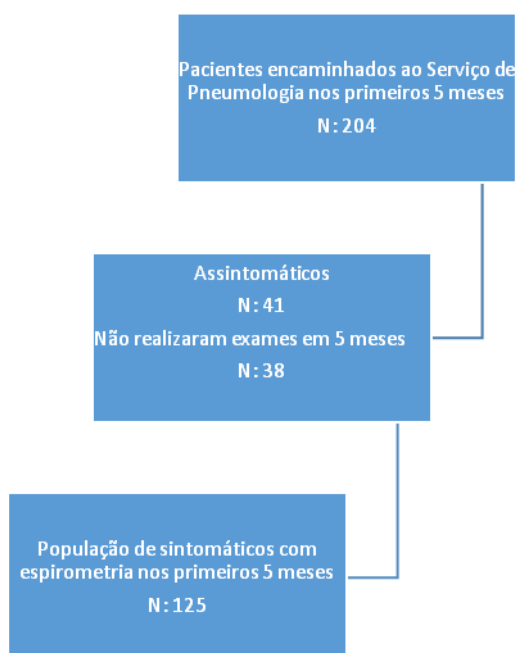 Pacientes encaminhados ao Serviço de
Pneumologia nos primeiros 5 meses
N: 204
Assintomáticos
N: 41
Não realizaram exames em 5 meses
N: 38
População de sintomáticos com
espirometria nos primeiros 5 meses
N: 125